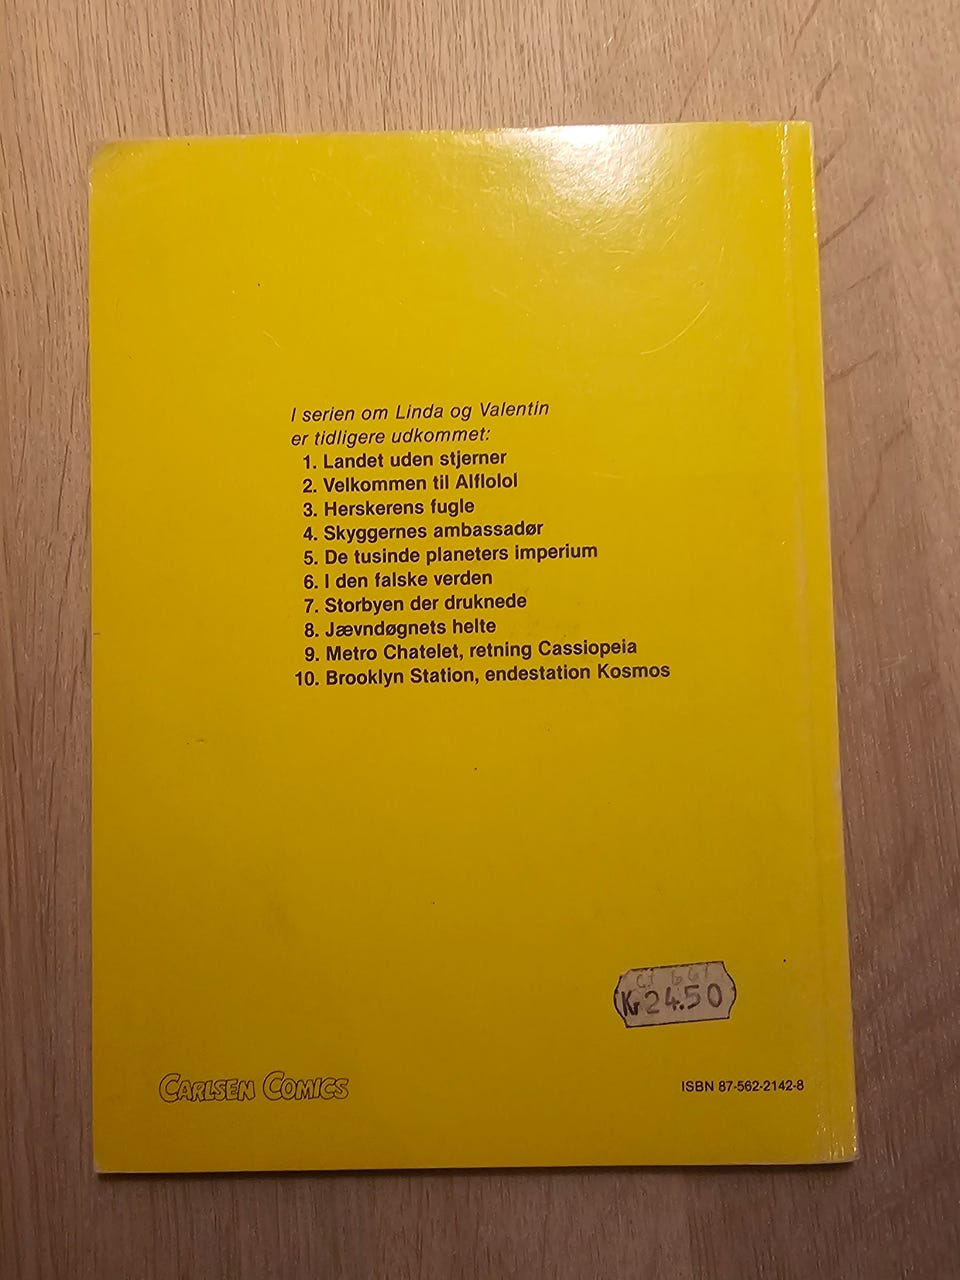 I serien om Linda og Valentin
er tidligere udkommet:
1. Landet uden stjerner
2. Velkommen til Alflolol
3. Herskerens fugle
4. Skyggernes ambassadør
5. De tusinde planeters imperium
6. I den falske verden
7. Storbyen der druknede
8. Jævndøgnets helte
9. Metro Chatelet, retning Cassiopeia
10. Brooklyn Station, endestation Kosmos
Kr 24.50
CARLSEN COMICS
ISBN 87-562-2142-8